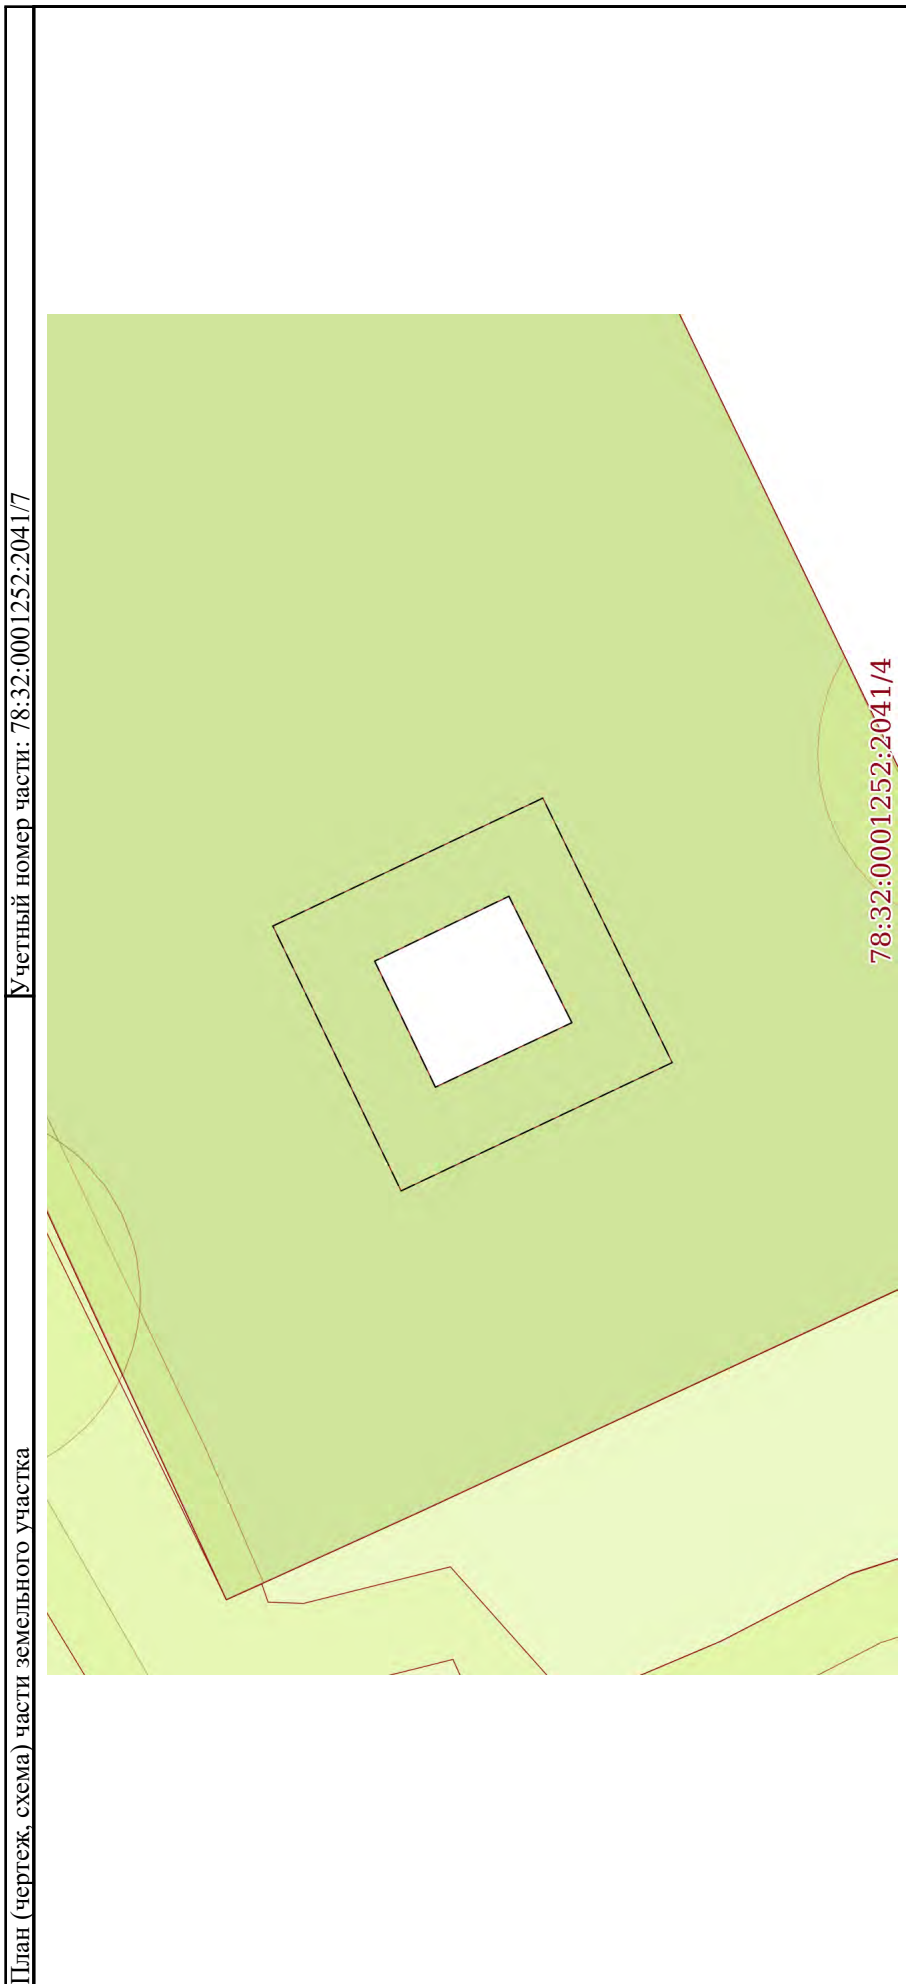 План (чертеж, схема) части земельного участка
Учетный номер части: 78:32:0001252:2041/7
78:32:0001252:2041/4